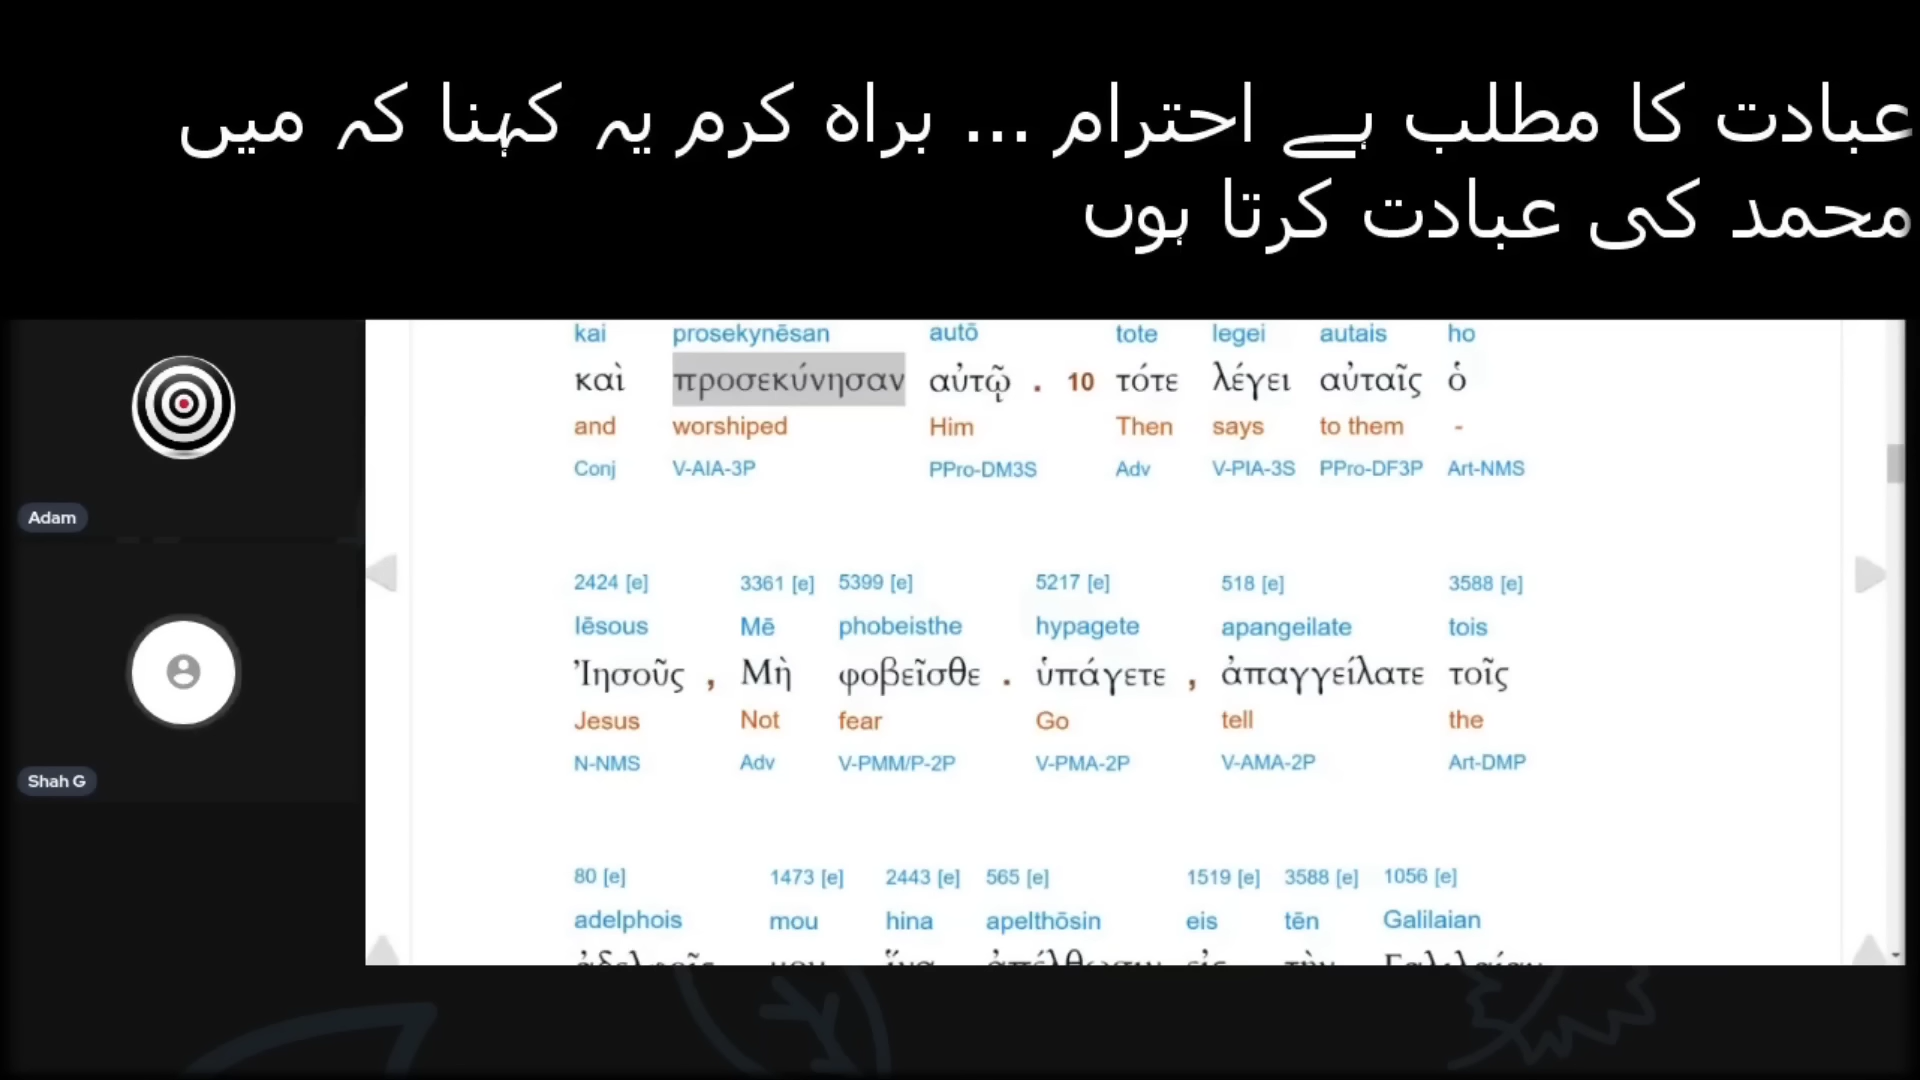 عبادت کا مطلب ہے احترام ... براہ کرم یہ کہنا کہ میں
محمد کی عبادت کرتا ہوں
kai prosekynēsan autō tote legei autais ho
καὶ προσεκύνησαν αὐτῷ . 10 τότε λέγει αὐταῖς ὁ
and worshiped Him Then says to them -
Conj V-AIA-3P PPro-DM3S Adv V-PIA-3S PPro-DF3P Art-NMS
Adam
2424 [e] 3361 [e] 5399 [e] 5217 [e] 518 [e] 3588 [e]
Iēsous Mē phobeisthe hypagete apangeilate tois
Ἰησοῦς , Μὴ φοβεῖσθε . ὑπάγετε , ἀπαγγείλατε τοῖς
Jesus Not fear Go tell the
N-NMS Adv V-PMM/P-2P V-PMA-2P V-AMA-2P Art-DMP
Shah G
80 [e] 1473 [e] 2443 [e] 565 [e] 1519 [e] 3588 [e] 1056 [e]
adelphois mou hina apelthōsin eis tēn Galilaian